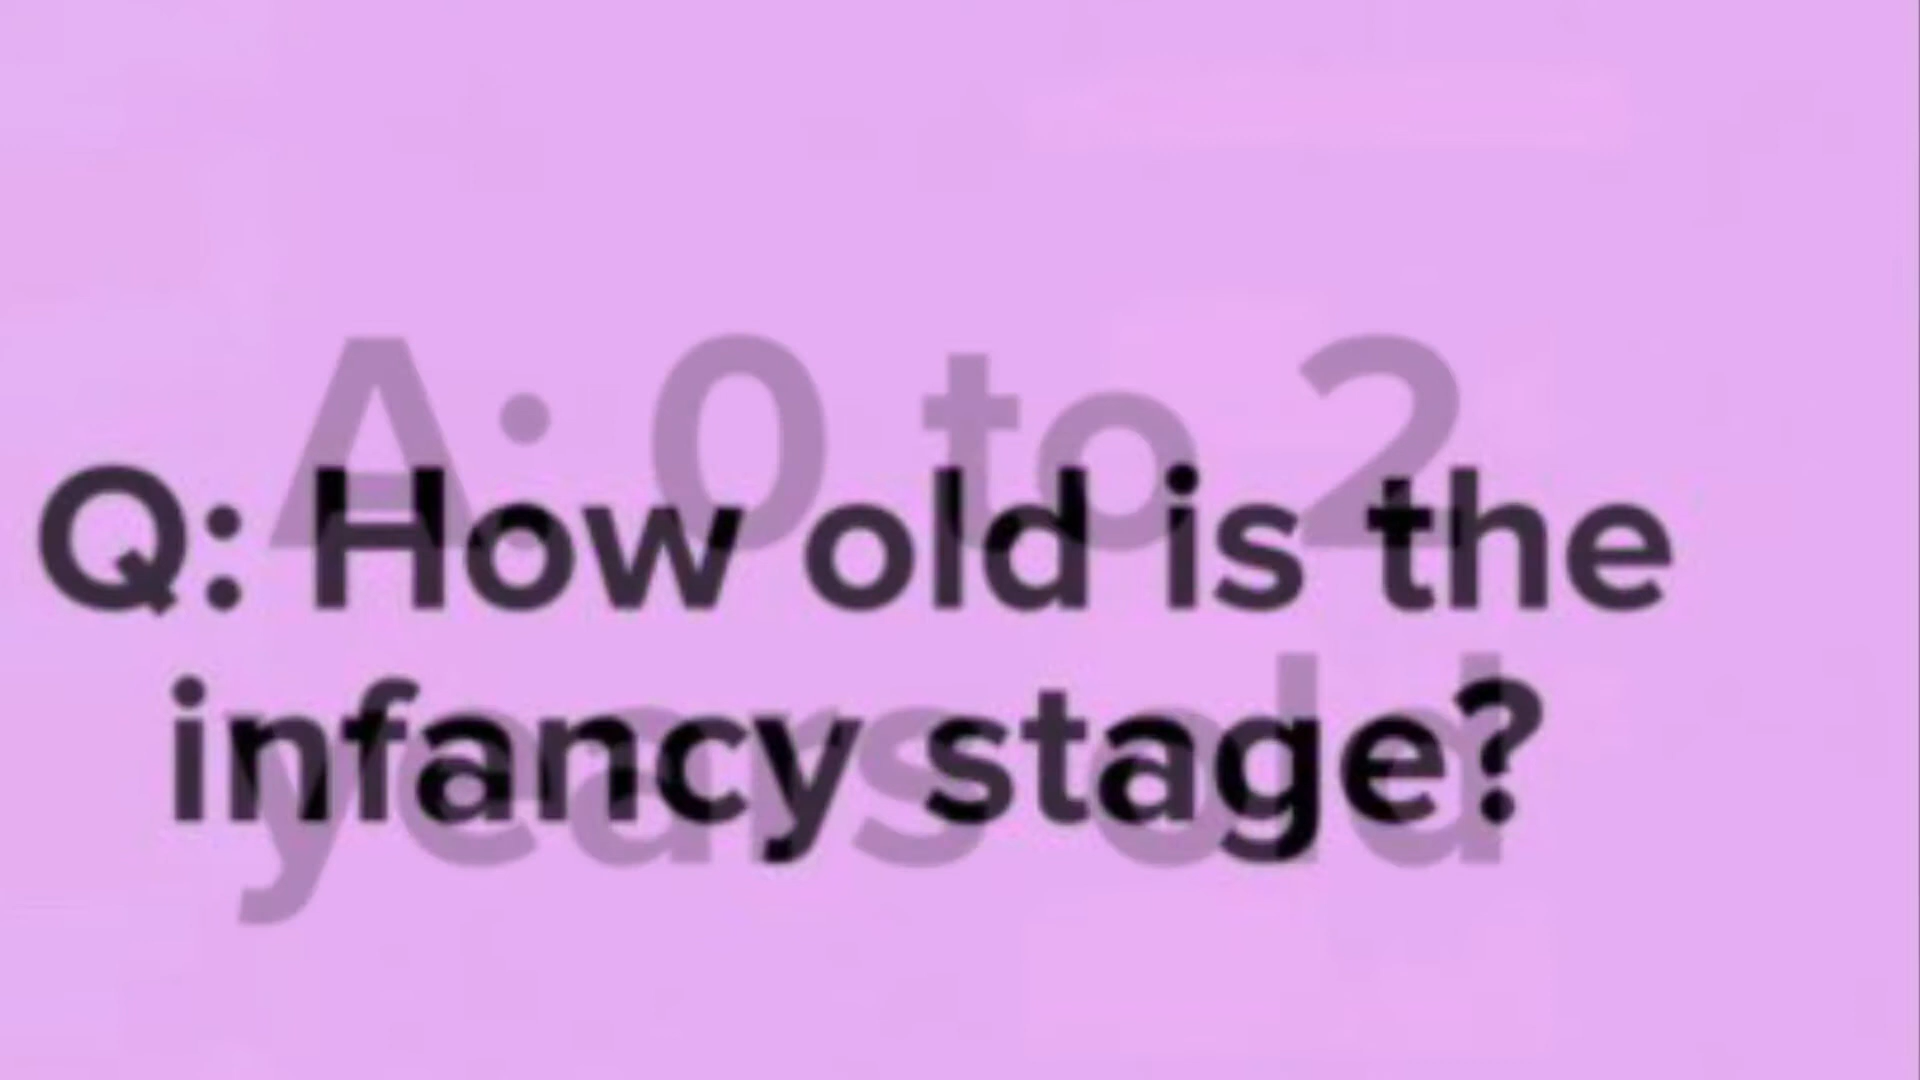 Q: How old is the
infancy stage?
A: 0 to 2
years old